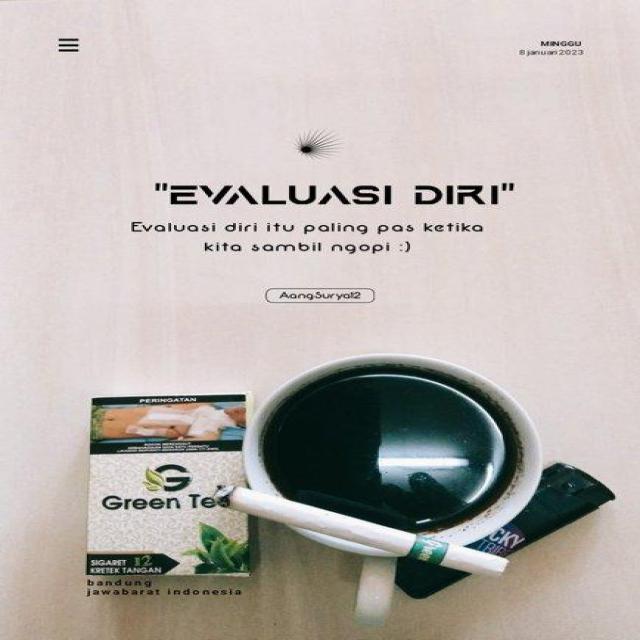 MINGGU
8 januari 2023
"EVALUASI DIRI"
Evaluasi diri itu paling pas ketika
kita sambil ngopi :)
AangSurya12
PERINGATAN
G
Green Tea
SIGARET 12
KRETEK TANGAN
bandung
jawabarat indonesia